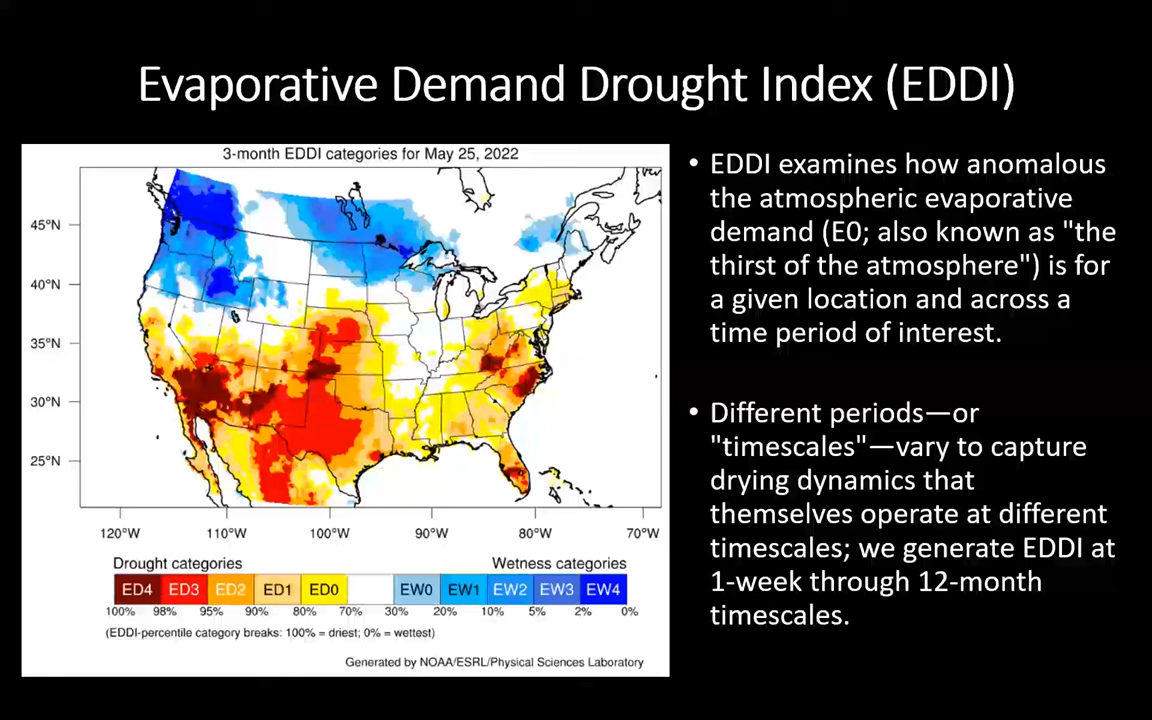 Evaporative Demand Drought Index (EDDI)
3-month EDDI categories for May 25, 2022
45°N
40°N
35°N
30°N
25°N
120°W 110°W 100°W 90°W 80°W 70°W
Drought categories Wetness categories
ED4 ED3 ED2 ED1 ED0 EW0 EW1 EW2 EW3 EW4
100% 98% 95% 90% 80% 70% 30% 20% 10% 5% 2% 0%
(EDDI-percentile category breaks: 100% = driest; 0% = wettest)
Generated by NOAA/ESRL/Physical Sciences Laboratory
• EDDI examines how anomalous
the atmospheric evaporative
demand (E0; also known as "the
thirst of the atmosphere") is for
a given location and across a
time period of interest.
• Different periods—or
"timescales"—vary to capture
drying dynamics that
themselves operate at different
timescales; we generate EDDI at
1-week through 12-month
timescales.